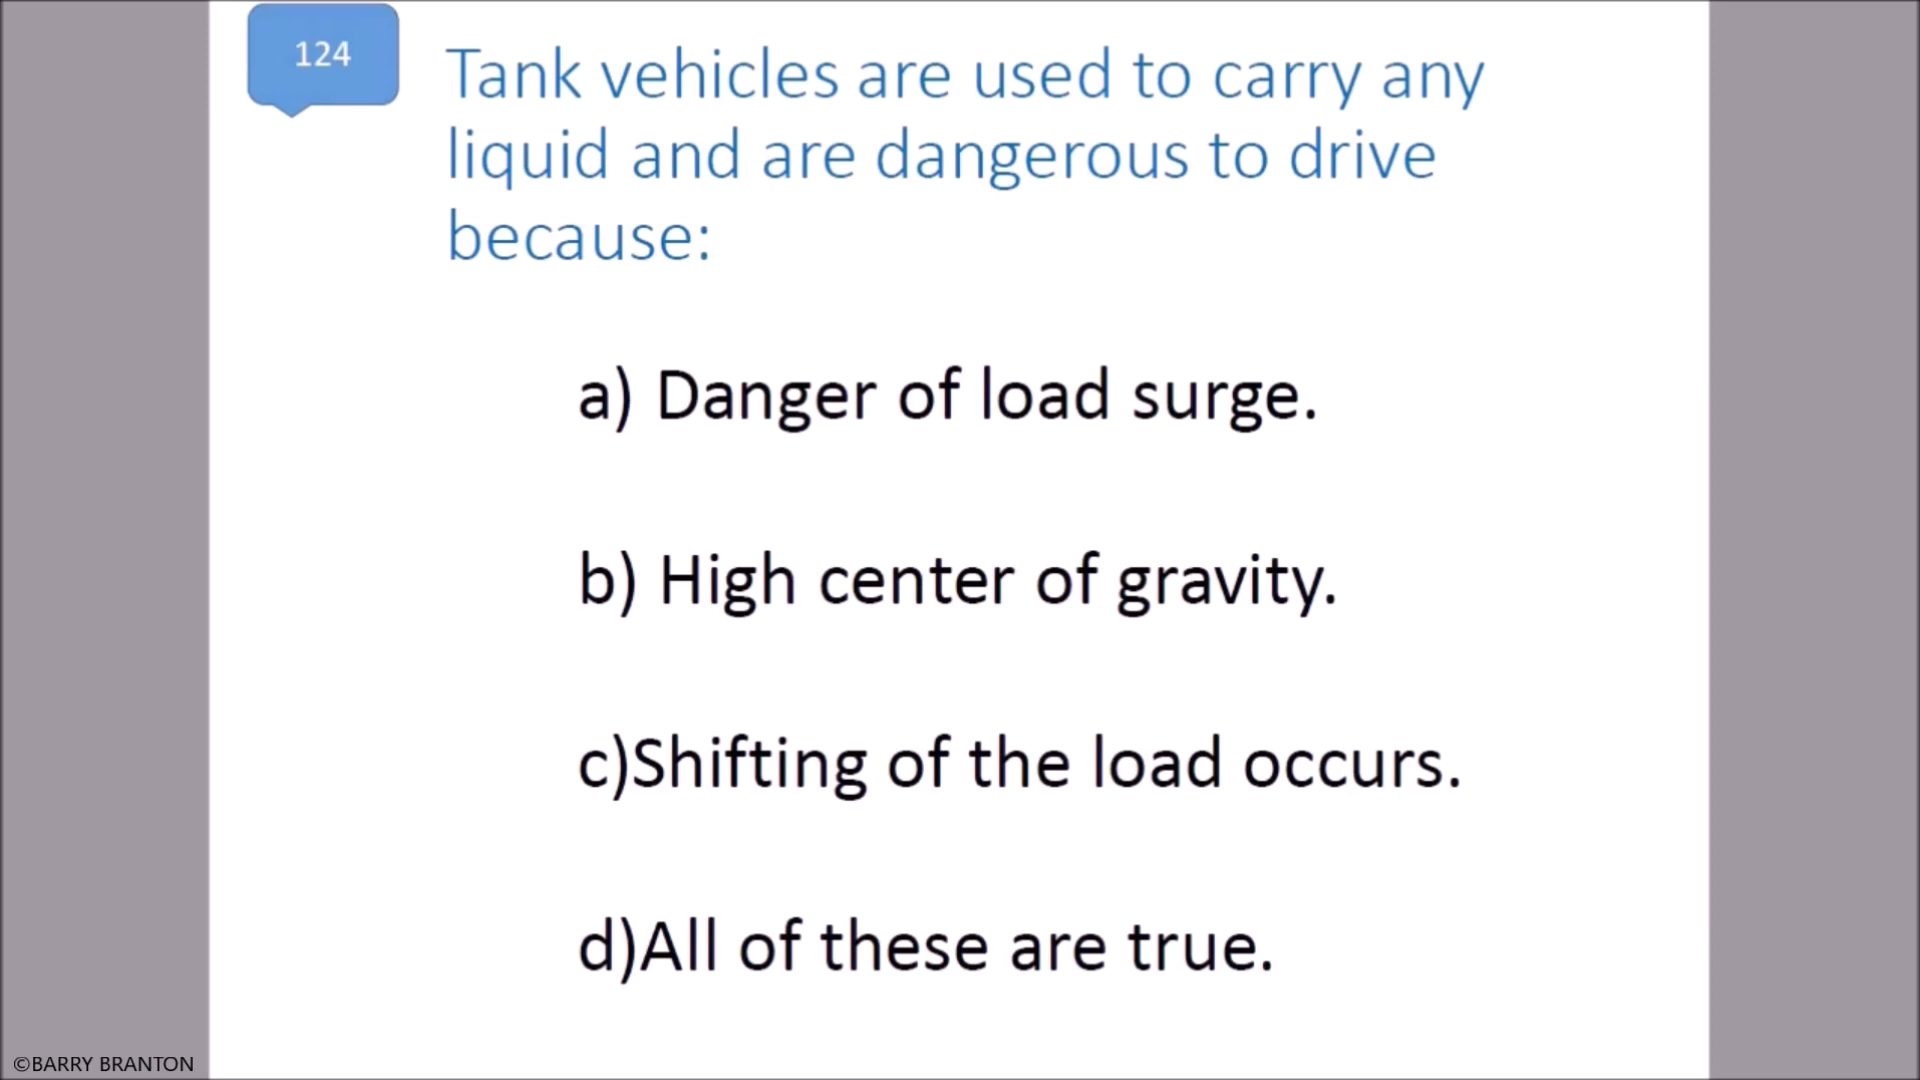 124
Tank vehicles are used to carry any
liquid and are dangerous to drive
because:
a) Danger of load surge.
b) High center of gravity.
c)Shifting of the load occurs.
d)All of these are true.
©BARRY BRANTON